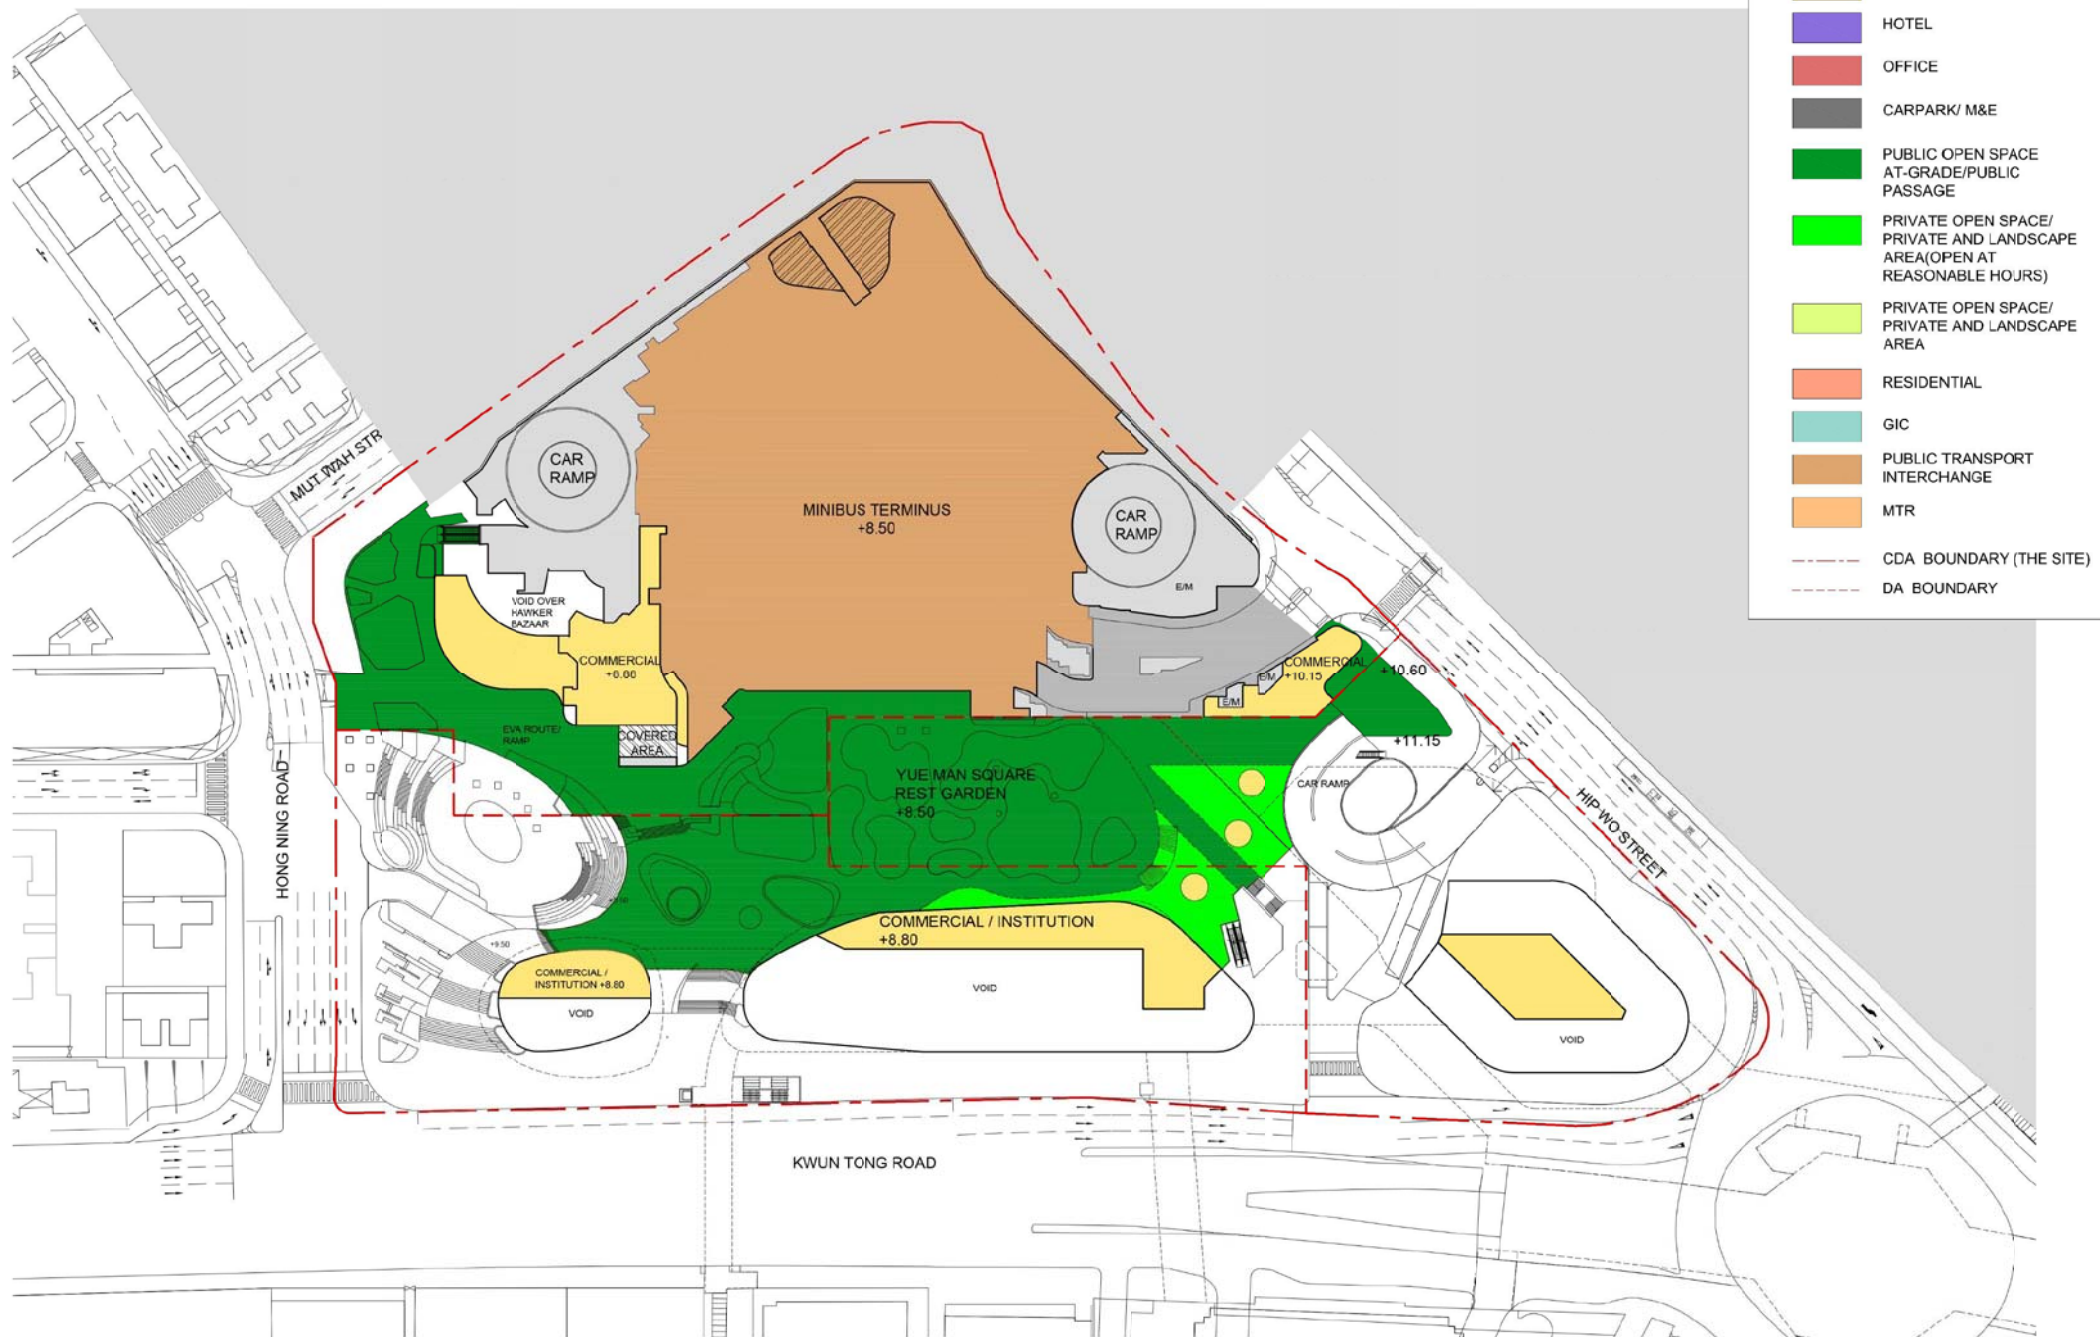 HOTEL
OFFICE
CARPARK/ M&E
PUBLIC OPEN SPACE
AT-GRADE/PUBLIC
PASSAGE
PRIVATE OPEN SPACE/
PRIVATE AND LANDSCAPE
AREA(OPEN AT
REASONABLE HOURS)
PRIVATE OPEN SPACE/
PRIVATE AND LANDSCAPE
AREA
RESIDENTIAL
GIC
PUBLIC TRANSPORT
INTERCHANGE
MTR
CDA BOUNDARY (THE SITE)
DA BOUNDARY
MUT WAH STR
CAR
RAMP
MINIBUS TERMINUS
+8.50
CAR
RAMP
E/M
VOID OVER
HAWKER
BAZAAR
COMMERCIAL
COMMERCIAL
+10.15
E/M
E/M
+10.60
+11.15
EVA ROUTE/
RAMP
COVERED
AREA
YUE MAN SQUARE
REST GARDEN
+8.50
CAR RAMP
HONG NING ROAD
HIP WO STREET
COMMERCIAL / INSTITUTION
+8.80
+9.50
COMMERCIAL /
INSTITUTION +8.80
VOID
VOID
VOID
KWUN TONG ROAD